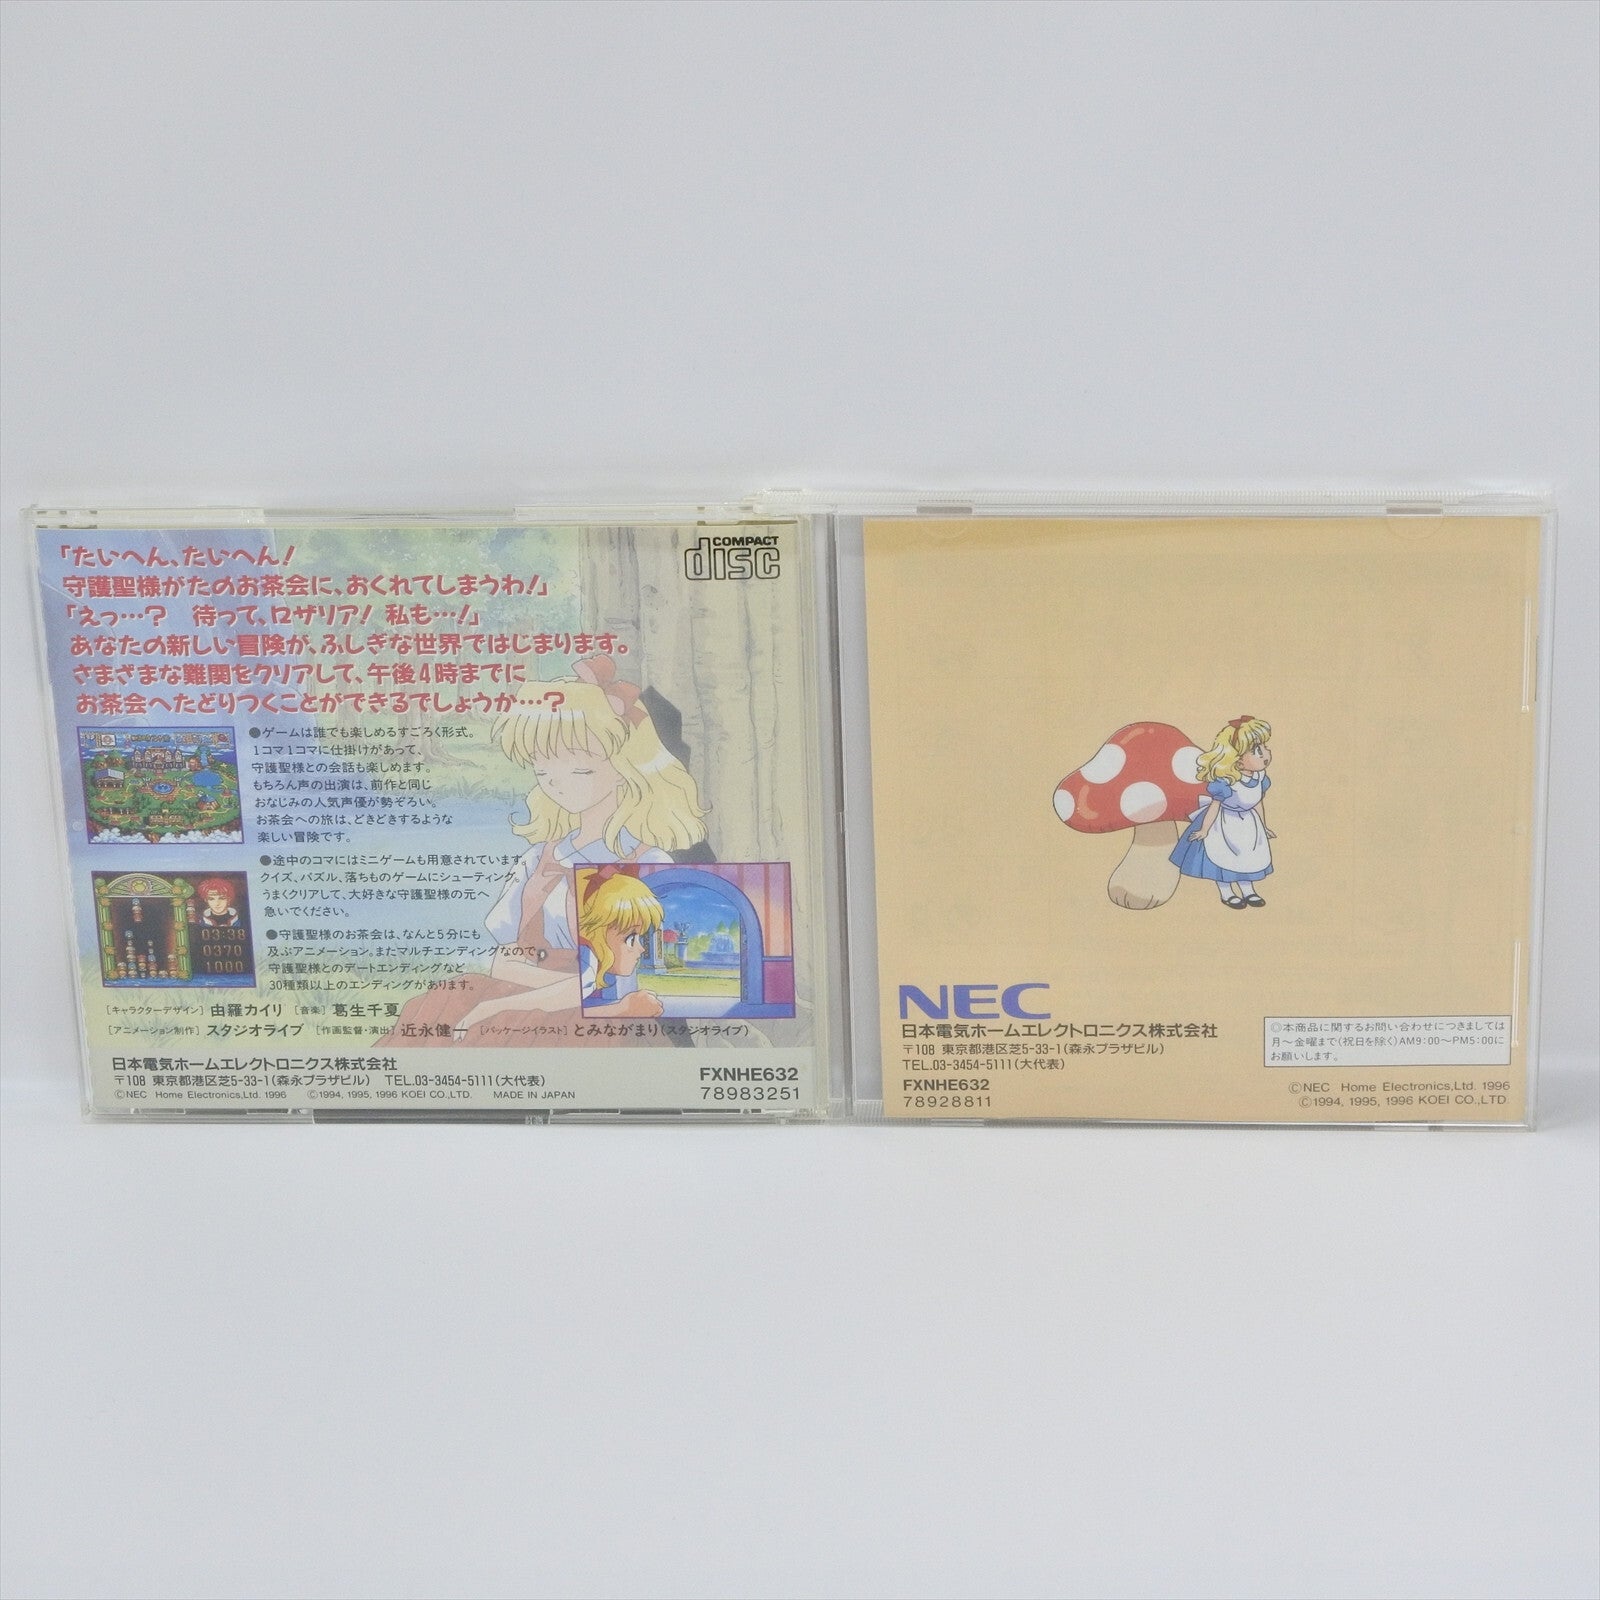 「たいへん、たいへん!
守護聖様がたのお茶会に、おくれてしまうわ!」
「えっ…? 待って、ロザリア! 私も…!」
あなたの新しい冒険が、ふしぎな世界ではじまります。
さまざまな難関をクリアして、午後4時までに
お茶会へたどりつくことができるでしょうか…?
COMPACT
disc
●ゲームは誰でも楽しめるすごろく形式。
1コマ1コマに仕掛けがあって、
守護聖様との会話も楽しめます。
もちろん声の出演は、前作と同じ
おなじみの人気声優が勢ぞろい。
お茶会への旅は、どきどきするような
楽しい冒険です。
●途中のコマにはミニゲームも用意されています。
クイズ、パズル、落ちものゲームにシューティング。
うまくクリアして、大好きな守護聖様の元へ
急いでください。
03:38
0370
1000
●守護聖様のお茶会は、なんと5分にも
及ぶアニメーション。またマルチエンディングなので
守護聖様とのデートエンディングなど
30種類以上のエンディングがあります。
[キャラクターデザイン] 由羅カイリ [音楽] 葛生千夏
[アニメーション制作] スタジオライブ [作画監督・演出] 近永健一 [パッケージイラスト] とみながまり(スタジオライブ)
日本電気ホームエレクトロニクス株式会社
〒108 東京都港区芝5-33-1(森永プラザビル) TEL.03-3454-5111(大代表)
©NEC Home Electronics,Ltd. 1996 ©1994, 1995, 1996 KOEI CO.,LTD. MADE IN JAPAN
FXNHE632
78983251
NEC
日本電気ホームエレクトロニクス株式会社
〒108 東京都港区芝5-33-1(森永プラザビル)
TEL.03-3454-5111(大代表)
FXNHE632
78928811
◎本商品に関するお問い合わせにつきましては
月〜金曜まで(祝日を除く)AM9:00〜PM5:00に
お願いします。
©NEC Home Electronics,Ltd. 1996
©1994, 1995, 1996 KOEI CO.,LTD.